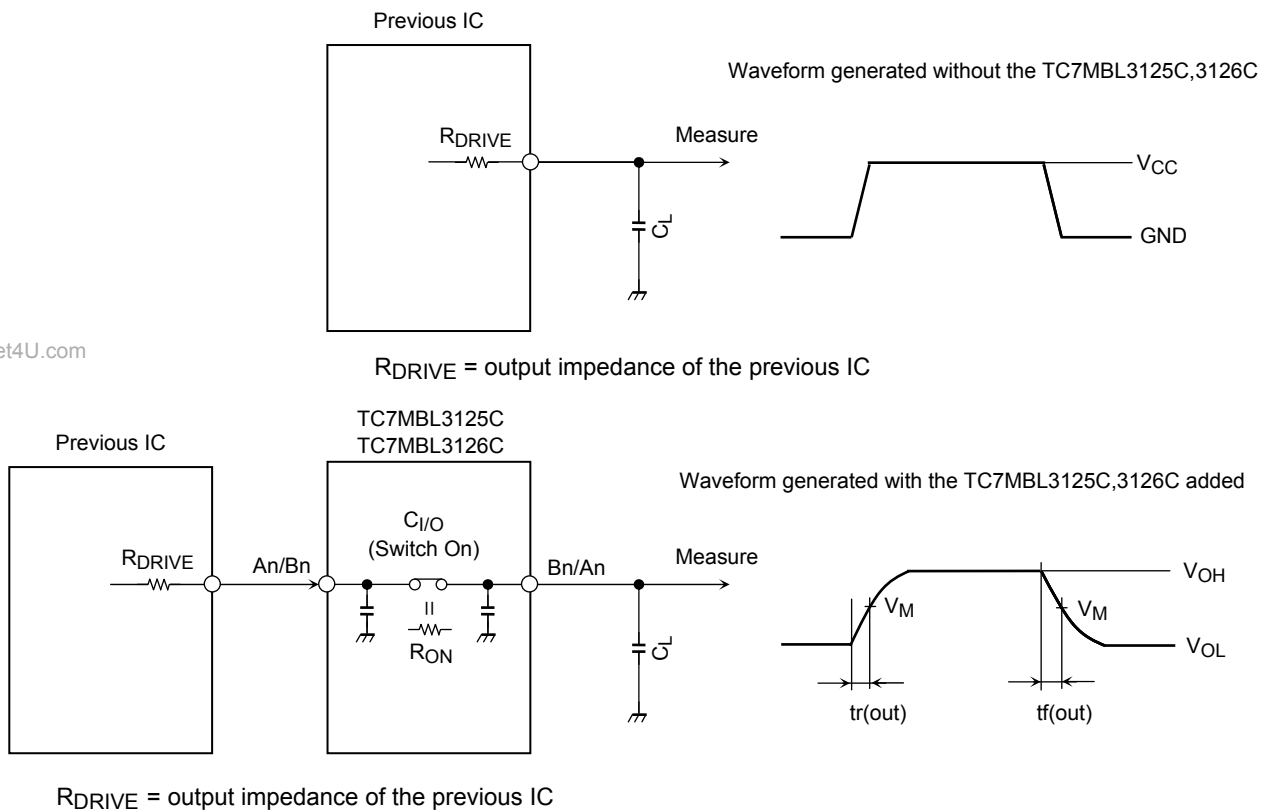 Previous IC
Waveform generated without the TC7MBL3125C,3126C
RDRIVE
Measure
VCC
CL
GND
et4U.com
RDRIVE = output impedance of the previous IC
TC7MBL3125C
TC7MBL3126C
Previous IC
Waveform generated with the TC7MBL3125C,3126C added
CI/O
(Switch On)
RDRIVE
An/Bn
Bn/An
Measure
VOH
VM
VM
RON
CL
VOL
tr(out)
tf(out)
RDRIVE = output impedance of the previous IC